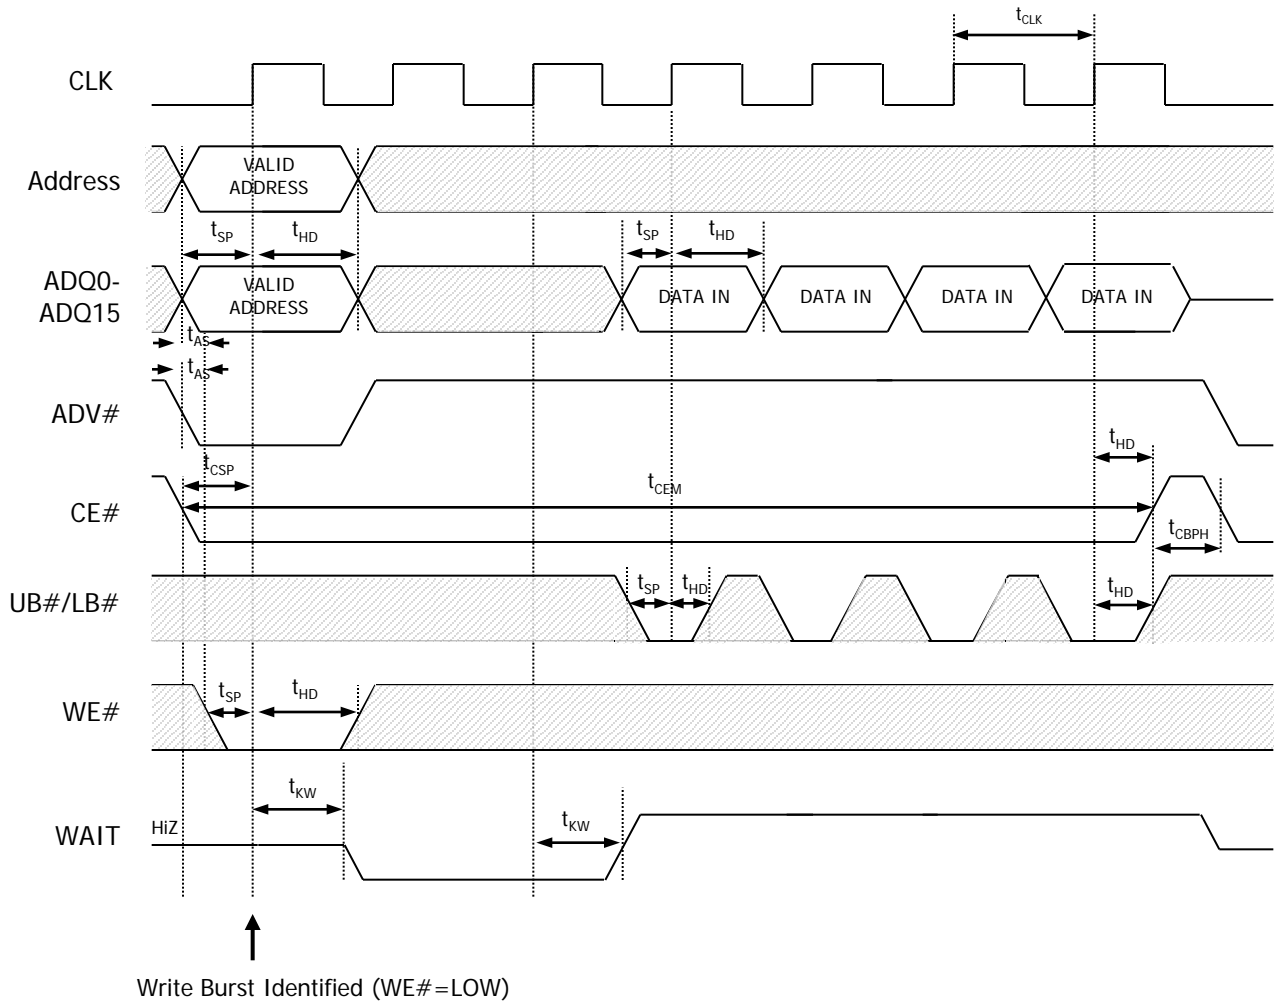 tCLK
CLK
Address
VALID
ADDRESS
tSP
tHD
tSP
tHD
ADQ0-
ADQ15
VALID
ADDRESS
DATA IN
DATA IN
DATA IN
DATA IN
tAS
tAS
ADV#
tHD
tCSP
tCEM
CE#
tCBPH
UB#/LB#
tSP
tHD
tHD
WE#
tSP
tHD
tKW
WAIT
HiZ
tKW
Write Burst Identified (WE#=LOW)